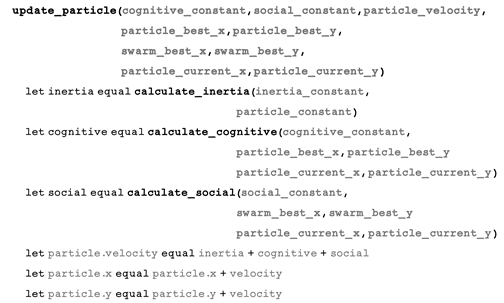 update_particle(cognitive_constant,social_constant,particle_velocity,
particle_best_x,particle_best_y,
swarm_best_x,swarm_best_y,
particle_current_x,particle_current_y)
let inertia equal calculate_inertia(inertia_constant,
particle_constant)
let cognitive equal calculate_cognitive(cognitive_constant,
particle_best_x,particle_best_y
particle_current_x,particle_current_y)
let social equal calculate_social(social_constant,
swarm_best_x,swarm_best_y
particle_current_x,particle_current_y)
let particle.velocity equal inertia + cognitive + social
let particle.x equal particle.x + velocity
let particle.y equal particle.y + velocity